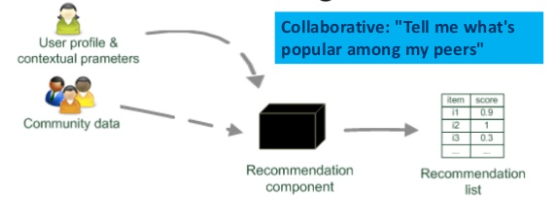 Collaborative: "Tell me what's
popular among my peers"
User profile &
contextual prameters
Community data
Recommendation
component
item score
i1 0.9
i2 1
i3 0.3
... ...
Recommendation
list